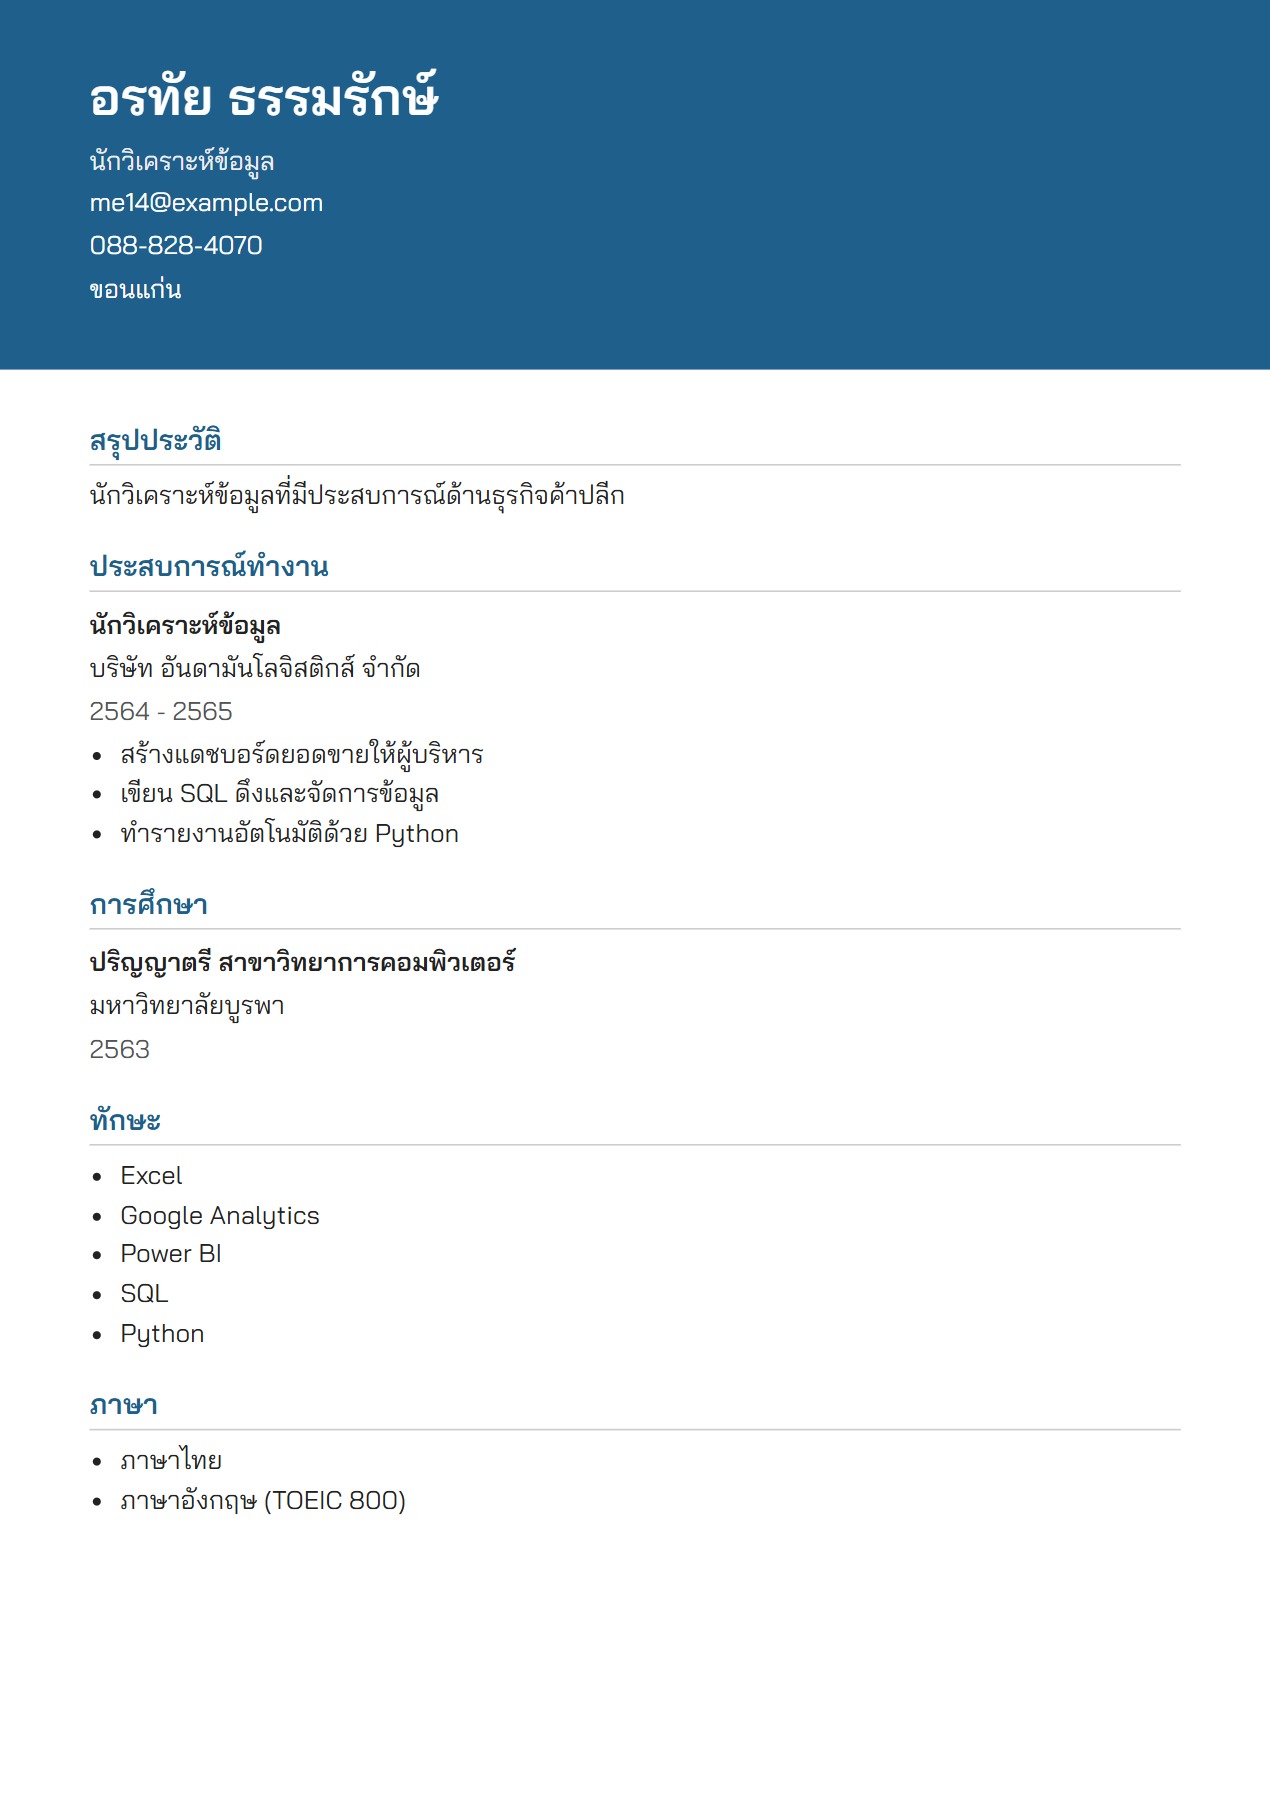 อรทัย ธรรมรักษ์
นักวิเคราะห์ข้อมูล
me14@example.com
088-828-4070
ขอนแก่น
สรุปประวัติ
นักวิเคราะห์ข้อมูลที่มีประสบการณ์ด้านธุรกิจค้าปลีก
ประสบการณ์ทำงาน
นักวิเคราะห์ข้อมูล
บริษัท อันดามันโลจิสติกส์ จำกัด
2564 - 2565
• สร้างแดชบอร์ดยอดขายให้ผู้บริหาร
• เขียน SQL ดึงและจัดการข้อมูล
• ทำรายงานอัตโนมัติด้วย Python
การศึกษา
ปริญญาตรี สาขาวิทยาการคอมพิวเตอร์
มหาวิทยาลัยบูรพา
2563
ทักษะ
• Excel
• Google Analytics
• Power BI
• SQL
• Python
ภาษา
• ภาษาไทย
• ภาษาอังกฤษ (TOEIC 800)